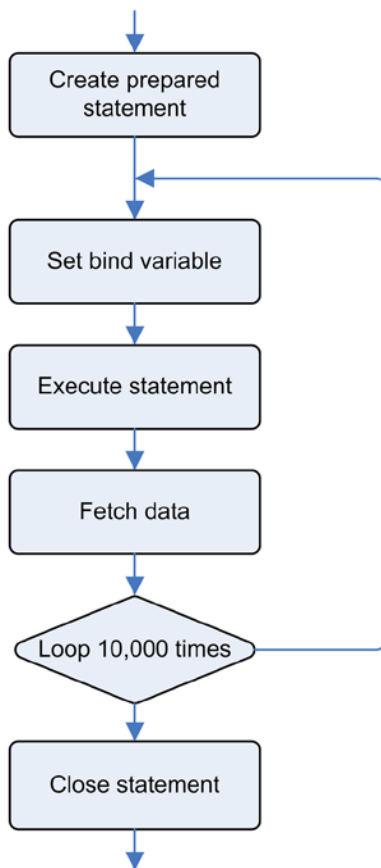 Create prepared
statement
Set bind variable
Execute statement
Fetch data
Loop 10,000 times
Close statement